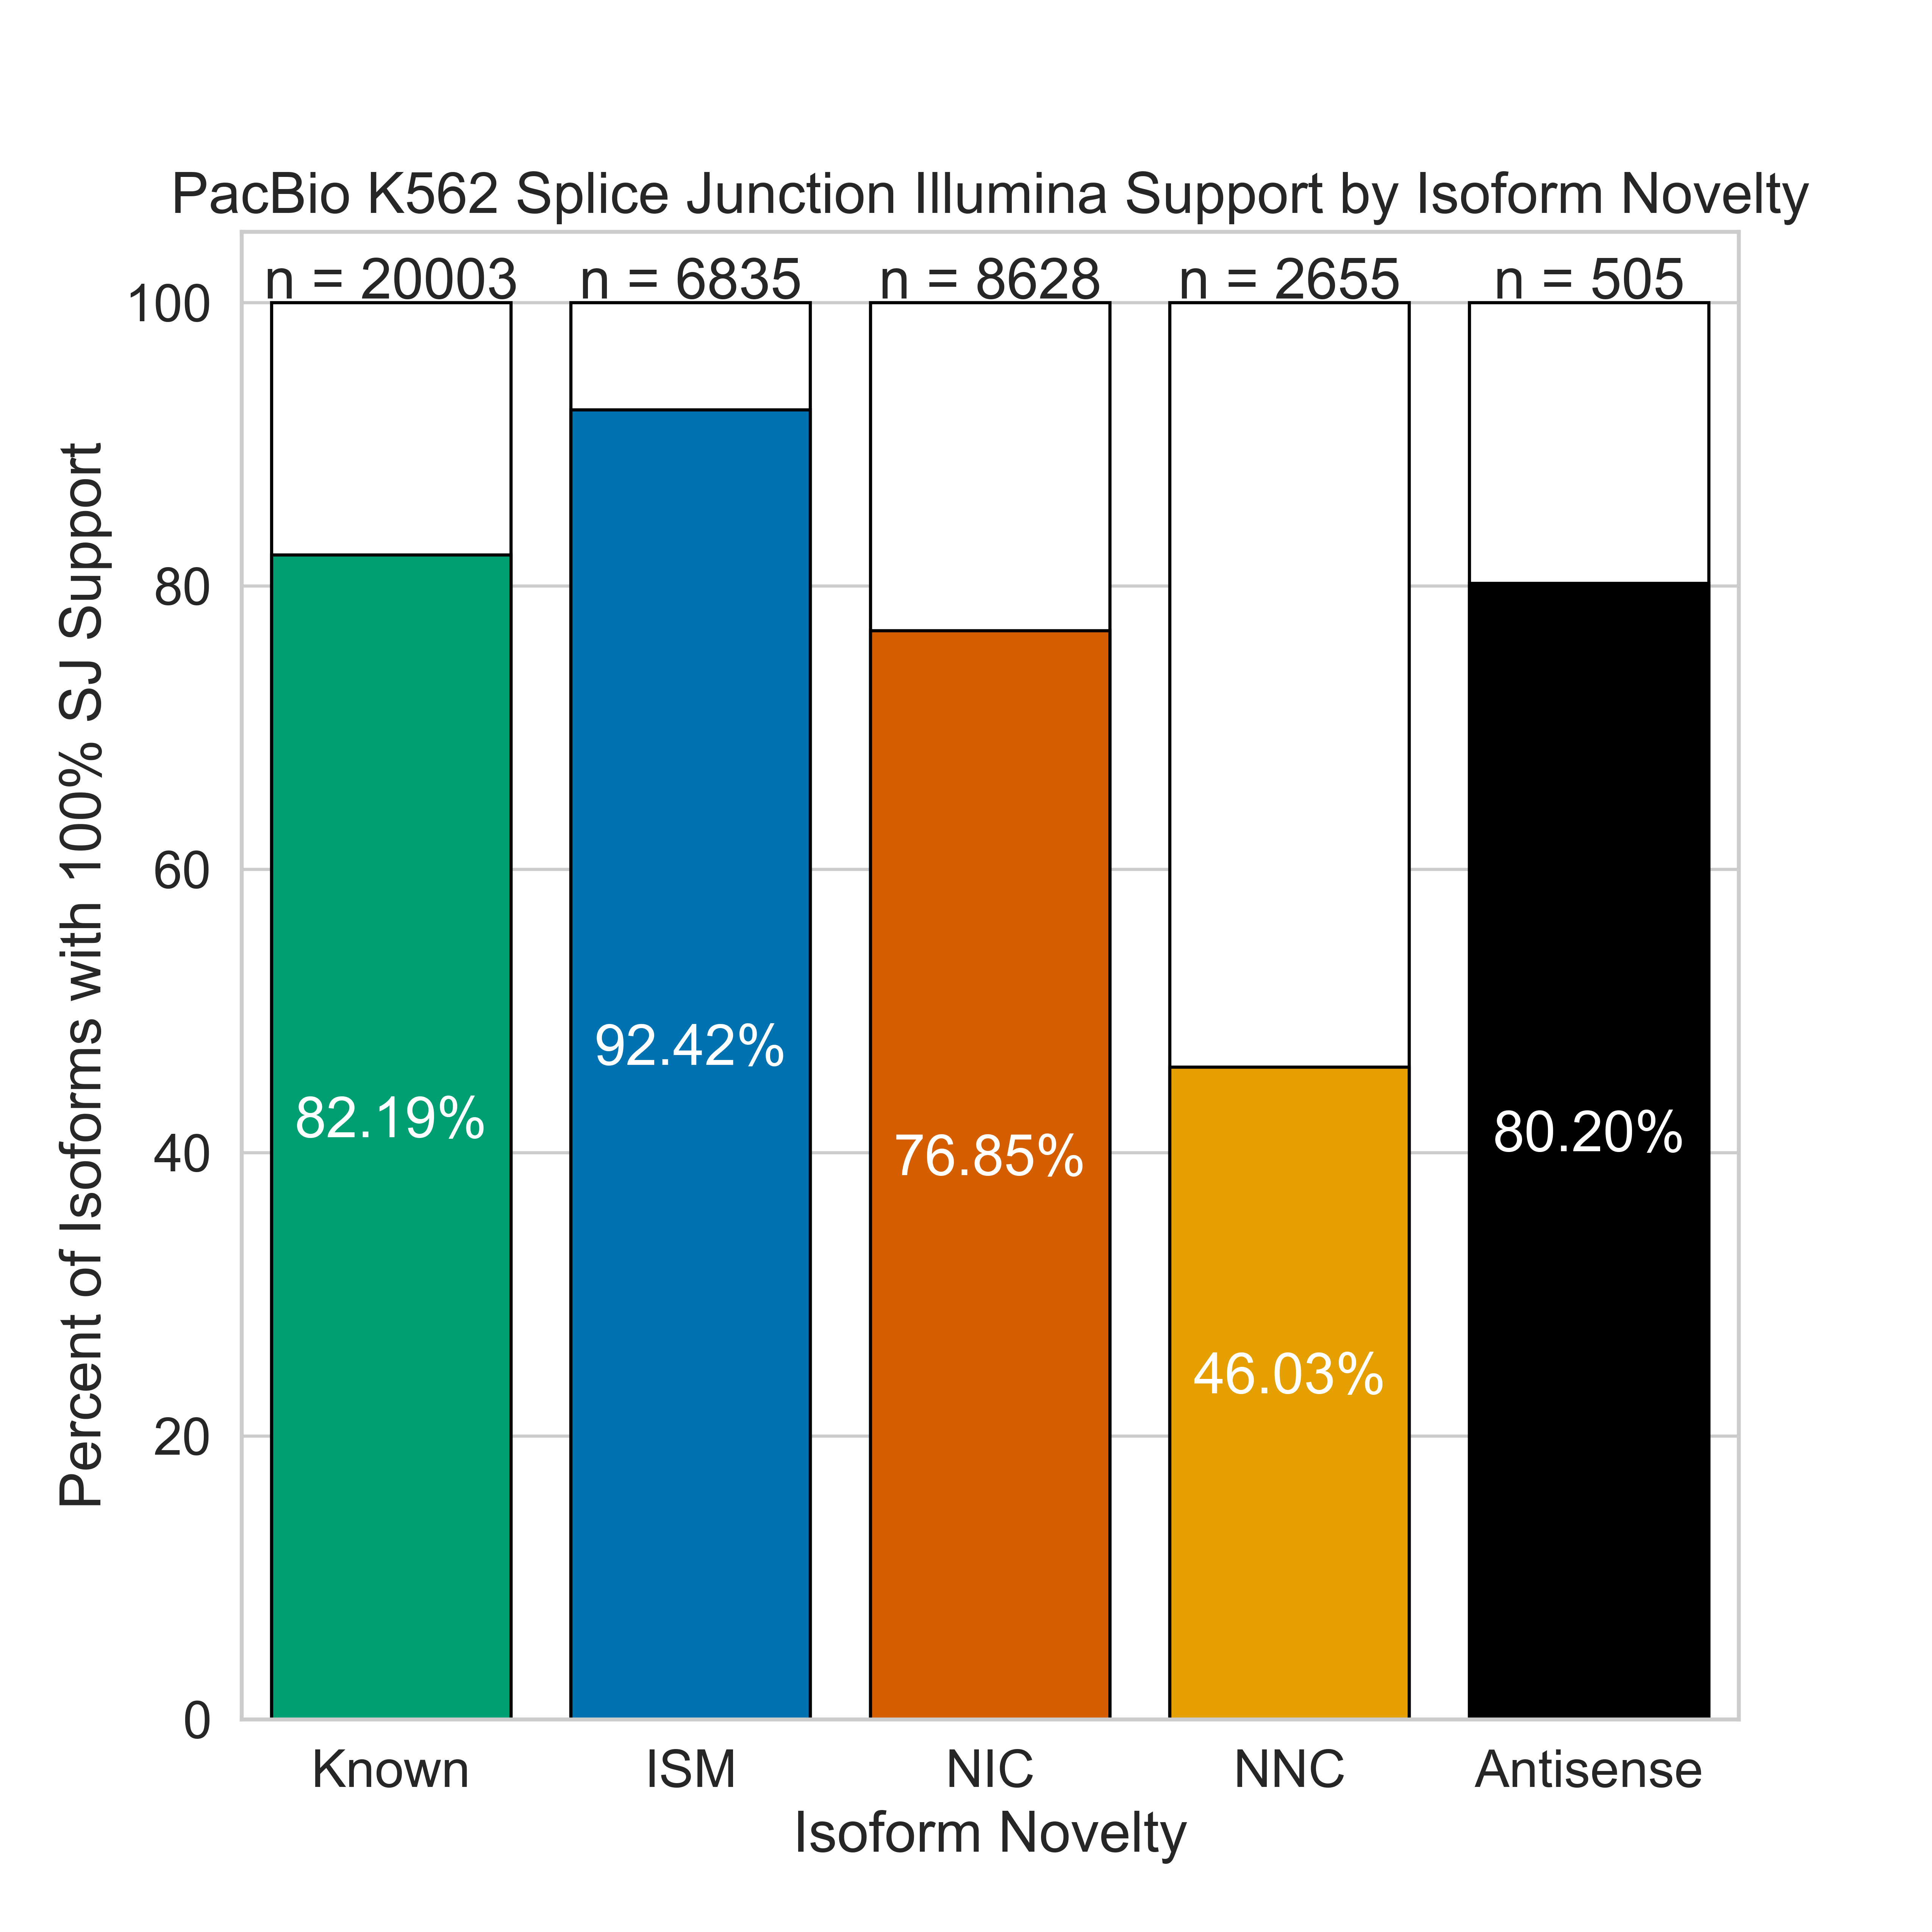 PacBio K562 Splice Junction Illumina Support by Isoform Novelty
n = 20003 n = 6835 n = 8628 n = 2655 n = 505
Percent of Isoforms with 100% SJ Support
100
80
60
40
20
0
82.19%
92.42%
76.85%
46.03%
80.20%
Known ISM NIC NNC Antisense
Isoform Novelty